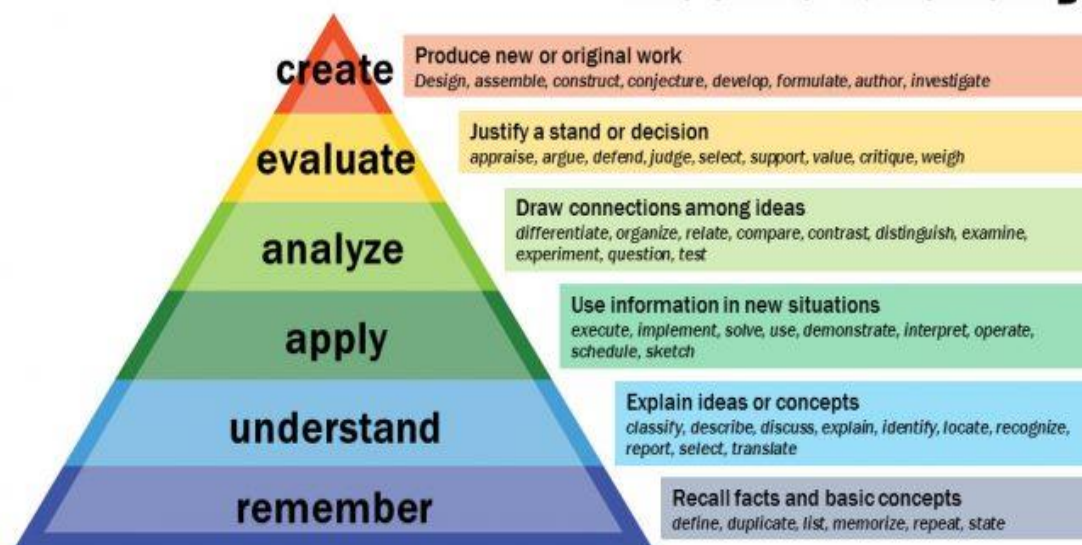 create
Produce new or original work
Design, assemble, construct, conjecture, develop, formulate, author, investigate
evaluate
Justify a stand or decision
appraise, argue, defend, judge, select, support, value, critique, weigh
analyze
Draw connections among ideas
differentiate, organize, relate, compare, contrast, distinguish, examine,
experiment, question, test
apply
Use information in new situations
execute, implement, solve, use, demonstrate, interpret, operate,
schedule, sketch
understand
Explain ideas or concepts
classify, describe, discuss, explain, identify, locate, recognize,
report, select, translate
remember
Recall facts and basic concepts
define, duplicate, list, memorize, repeat, state